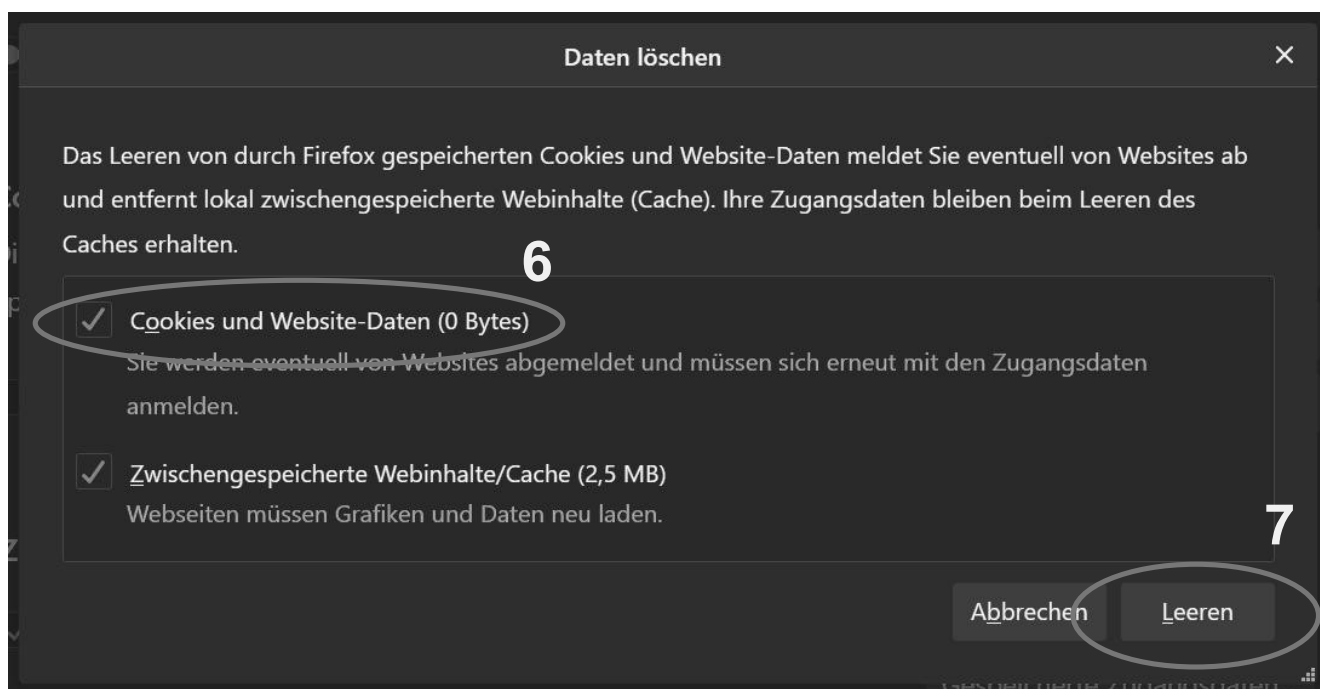 Daten löschen
Das Leeren von durch Firefox gespeicherten Cookies und Website-Daten meldet Sie eventuell von Websites ab
und entfernt lokal zwischengespeicherte Webinhalte (Cache). Ihre Zugangsdaten bleiben beim Leeren des
Caches erhalten.
6
Cookies und Website-Daten (0 Bytes)
Sie werden eventuell von Websites abgemeldet und müssen sich erneut mit den Zugangsdaten
anmelden.
Zwischengespeicherte Webinhalte/Cache (2,5 MB)
Webseiten müssen Grafiken und Daten neu laden.
7
Abbrechen
Leeren